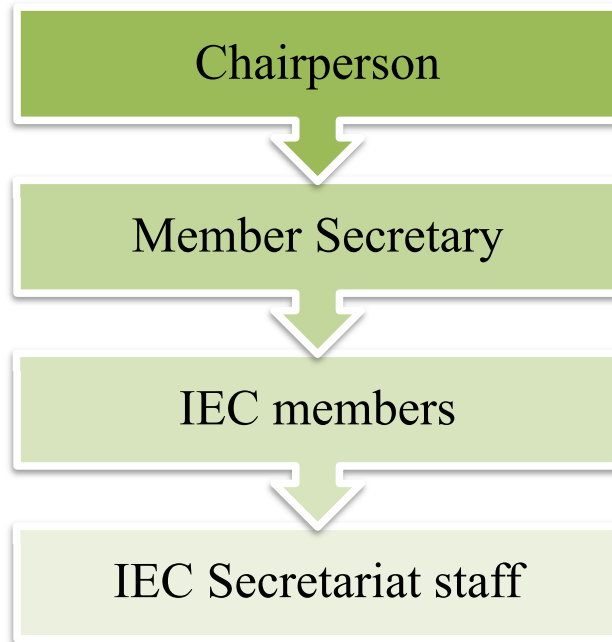 Chairperson
Member Secretary
IEC members
IEC Secretariat staff